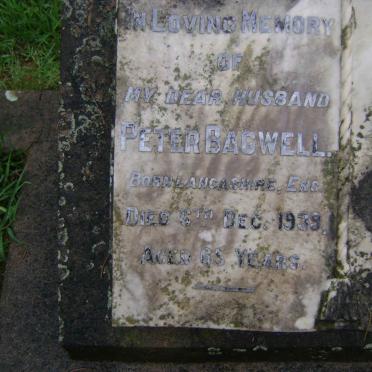 IN LOVING MEMORY
OF
MY DEAR HUSBAND
PETER BAGWELL.
BORN LANCASHIRE, ENG.
DIED 6TH DEC. 1939.
AGED 65 YEARS.